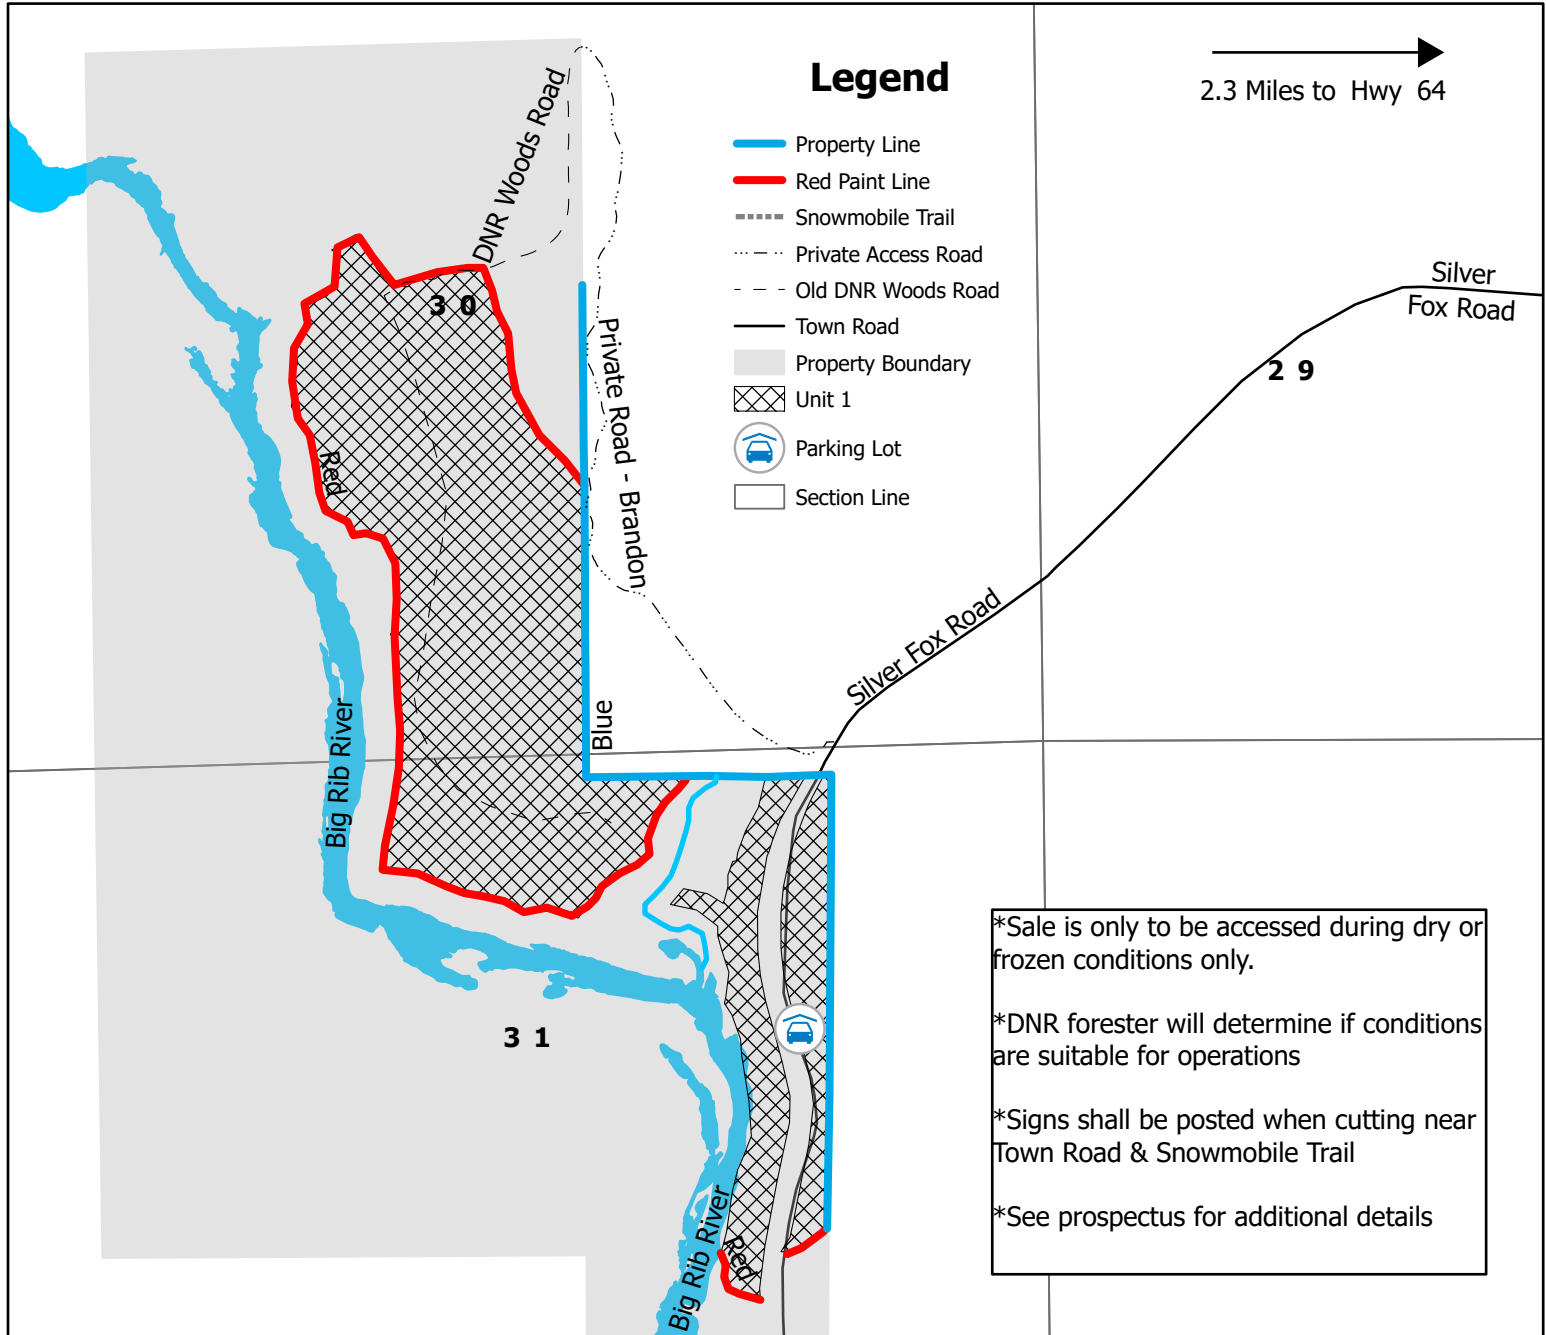 Legend
2.3 Miles to Hwy 64
Property Line
Red Paint Line
Snowmobile Trail
Private Access Road
Old DNR Woods Road
Town Road
Property Boundary
Unit 1
Parking Lot
Section Line
DNR Woods Road
3 0
Red
Private Road - Brandon
Silver
Fox Road
2 9
Silver Fox Road
Blue
Big Rib River
3 1
Big Rib River
Red
*Sale is only to be accessed during dry or
frozen conditions only.
*DNR forester will determine if conditions
are suitable for operations
*Signs shall be posted when cutting near
Town Road & Snowmobile Trail
*See prospectus for additional details